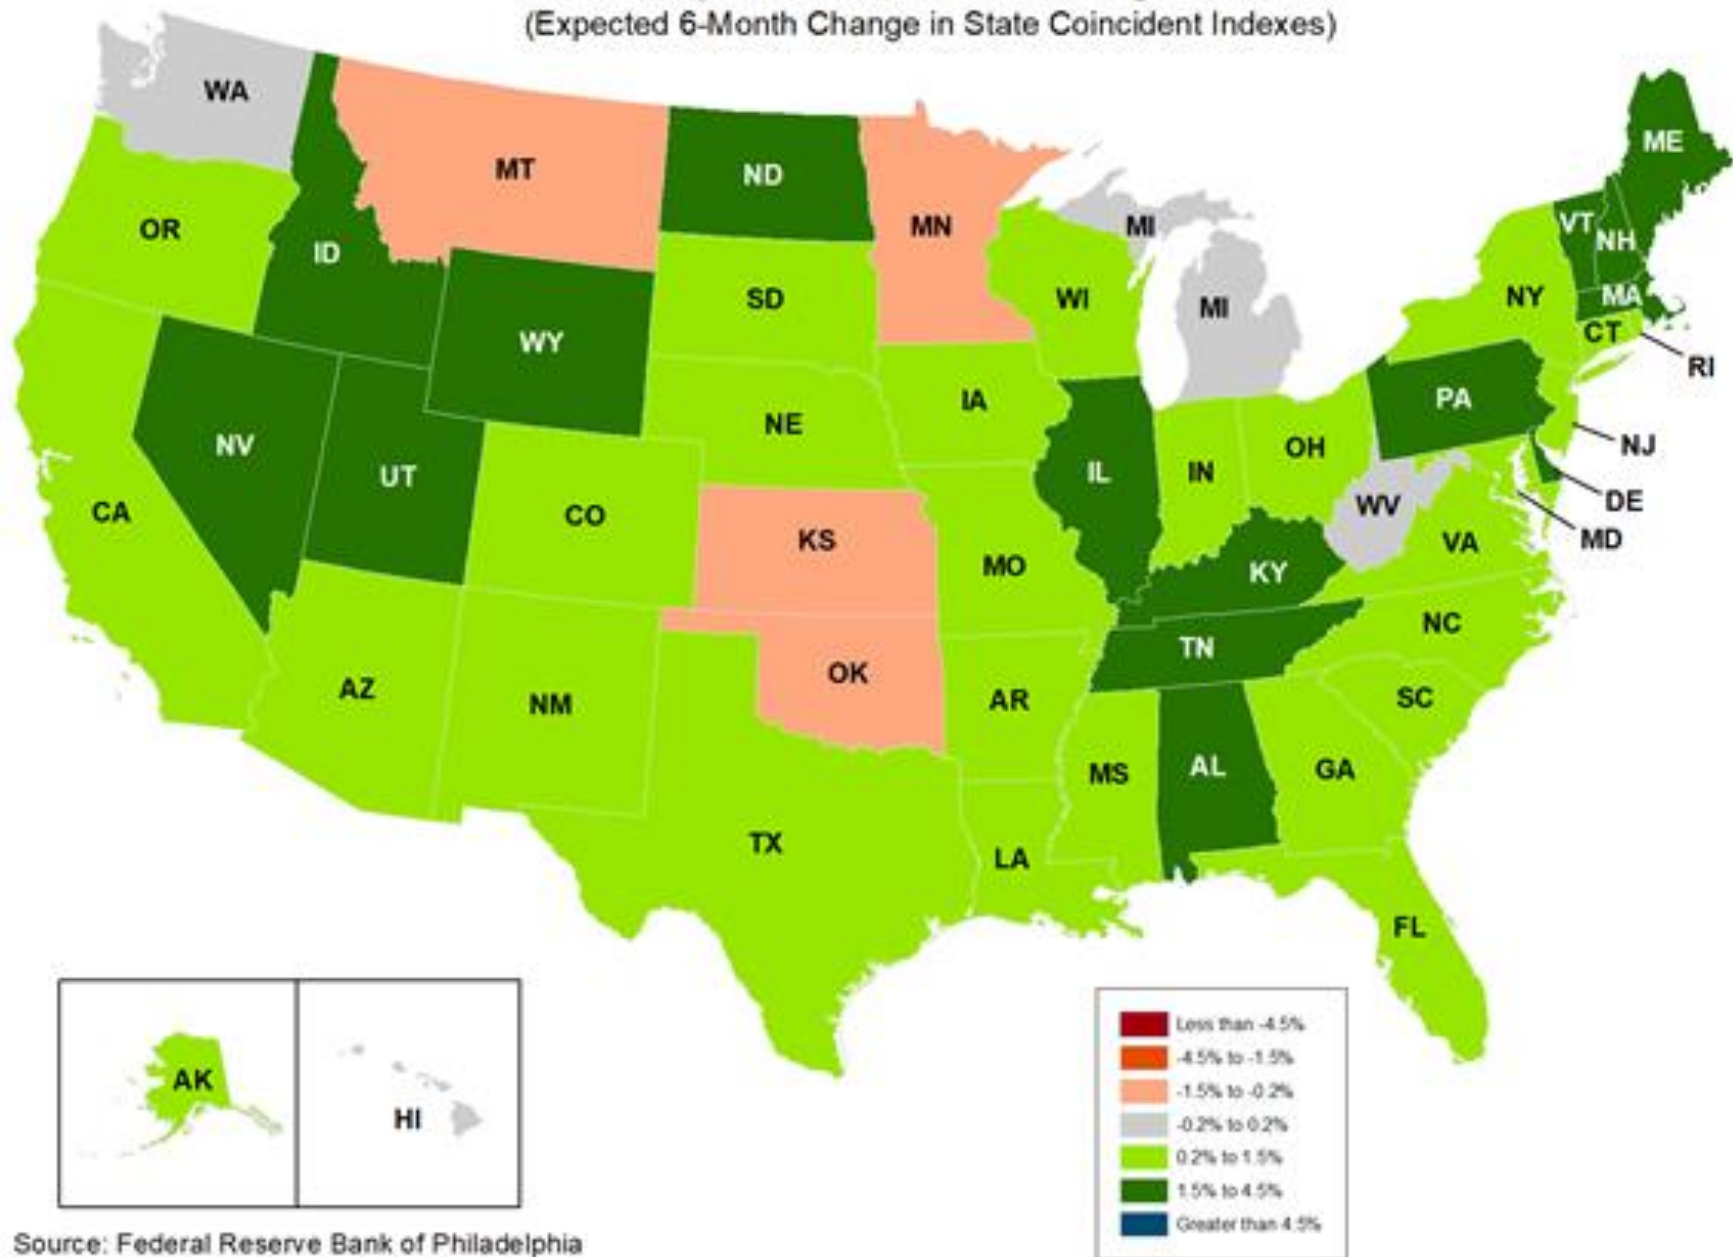 (Expected 6-Month Change in State Coincident Indexes)
WA
MT
ND
MN
MI
ME
OR
ID
SD
WI
MI
NY
VT
NH
MA
CT
RI
WY
NV
UT
NE
IA
IL
IN
OH
PA
NJ
DE
MD
CA
CO
KS
MO
KY
WV
VA
AZ
NM
OK
AR
TN
NC
SC
TX
LA
MS
AL
GA
FL
AK
HI
Less than -4.5%
-4.5% to -1.5%
-1.5% to -0.2%
-0.2% to 0.2%
0.2% to 1.5%
1.5% to 4.5%
Greater than 4.5%
Source: Federal Reserve Bank of Philadelphia